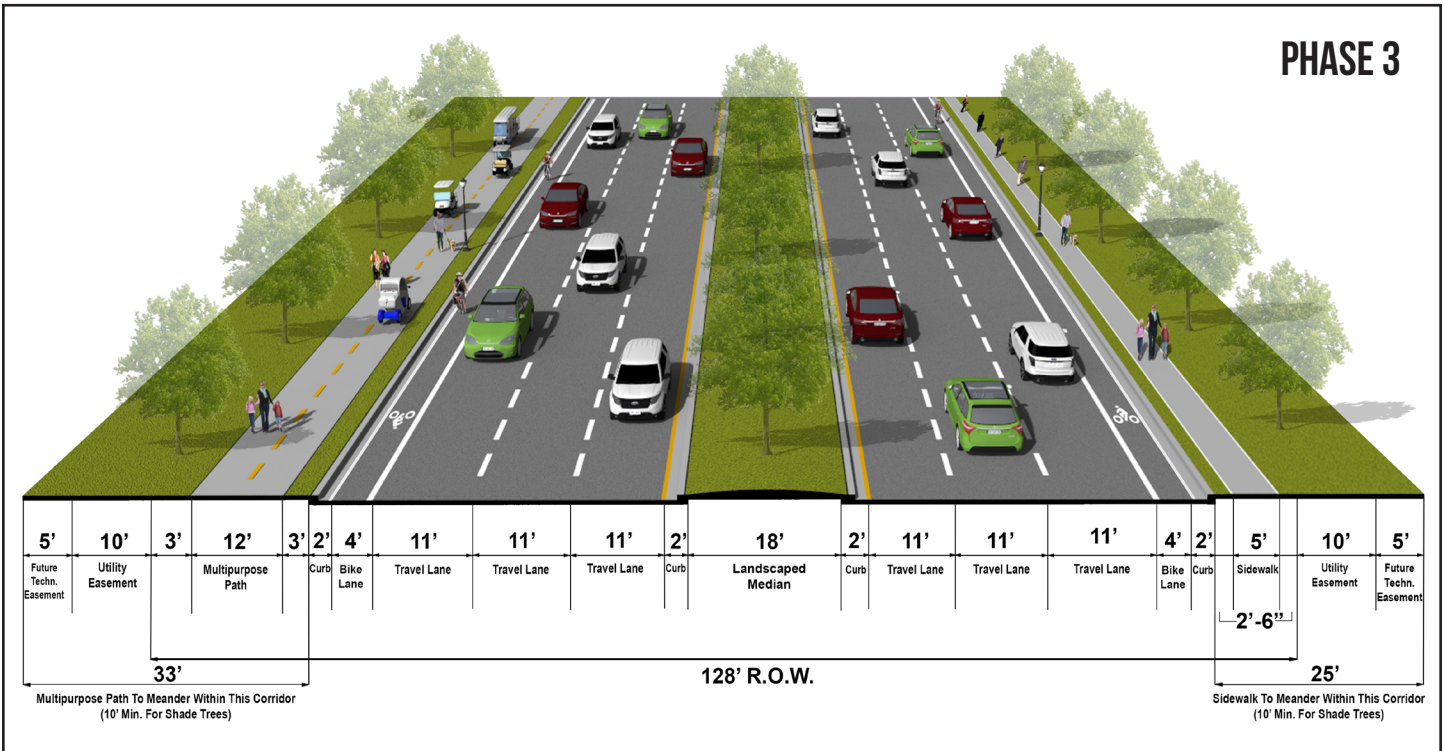 PHASE 3
5’ 10’ 3’ 12’ 3’ 2’ 4’ 11’ 11’ 11’ 2’ 18’ 2’ 11’ 11’ 11’ 4’ 2’ 5’ 10’ 5’
Future
Techn.
Easement
Utility
Easement
Multipurpose
Path
Curb
Bike
Lane
Travel Lane
Travel Lane
Travel Lane
Curb
Landscaped
Median
Curb
Travel Lane
Travel Lane
Travel Lane
Bike
Lane
Curb
Sidewalk
Utility
Easement
Future
Techn.
Easement
2’-6”
33’
128’ R.O.W.
25’
Multipurpose Path To Meander Within This Corridor
(10’ Min. For Shade Trees)
Sidewalk To Meander Within This Corridor
(10’ Min. For Shade Trees)